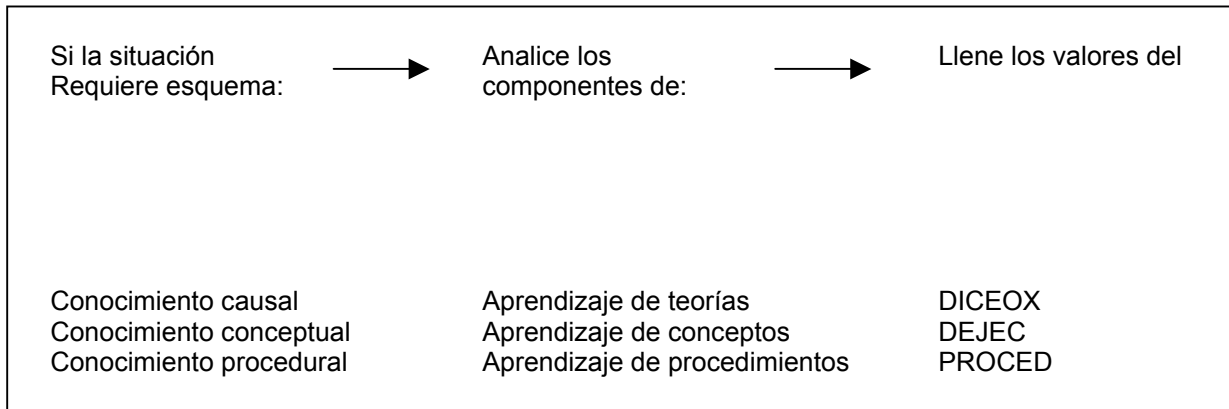 Si la situación
Requiere esquema:
Analice los
componentes de:
Llene los valores del
Conocimiento causal
Conocimiento conceptual
Conocimiento procedural
Aprendizaje de teorías
Aprendizaje de conceptos
Aprendizaje de procedimientos
DICEOX
DEJEC
PROCED